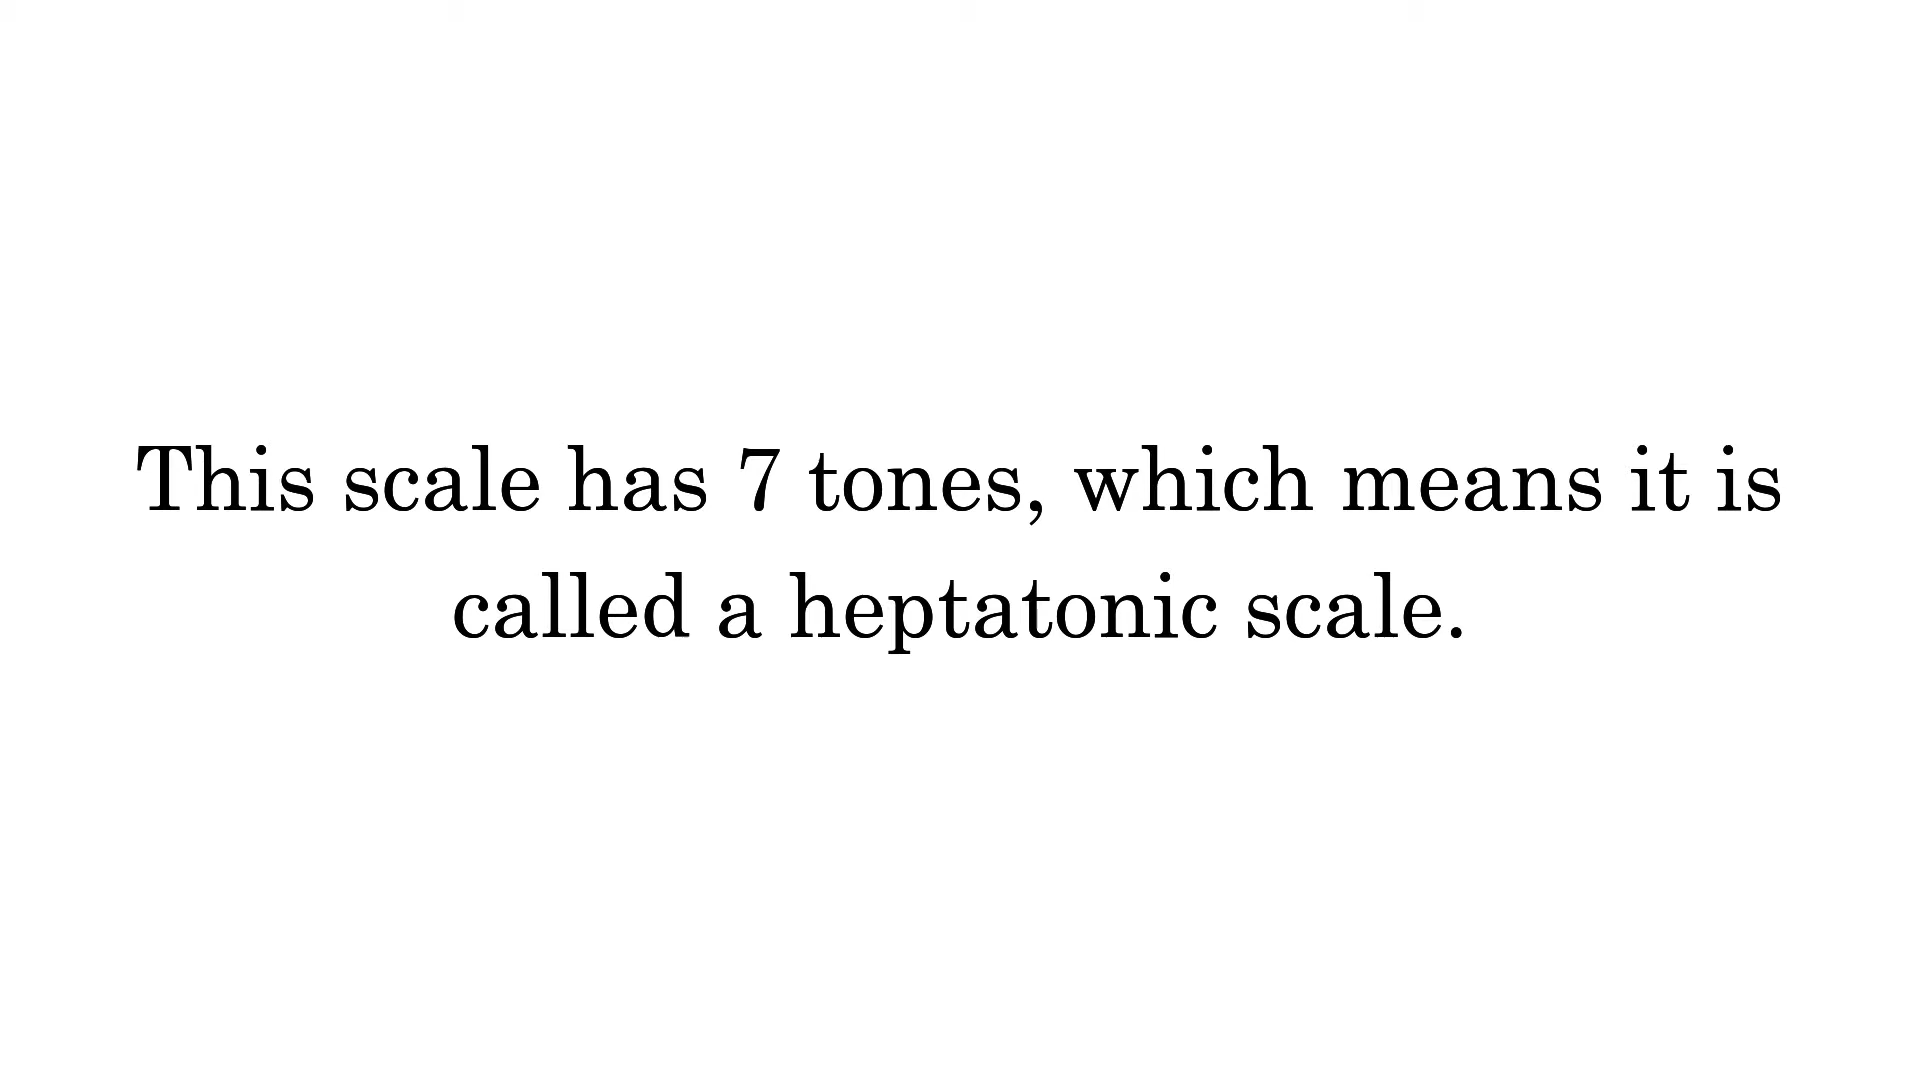 This scale has 7 tones, which means it is
called a heptatonic scale.